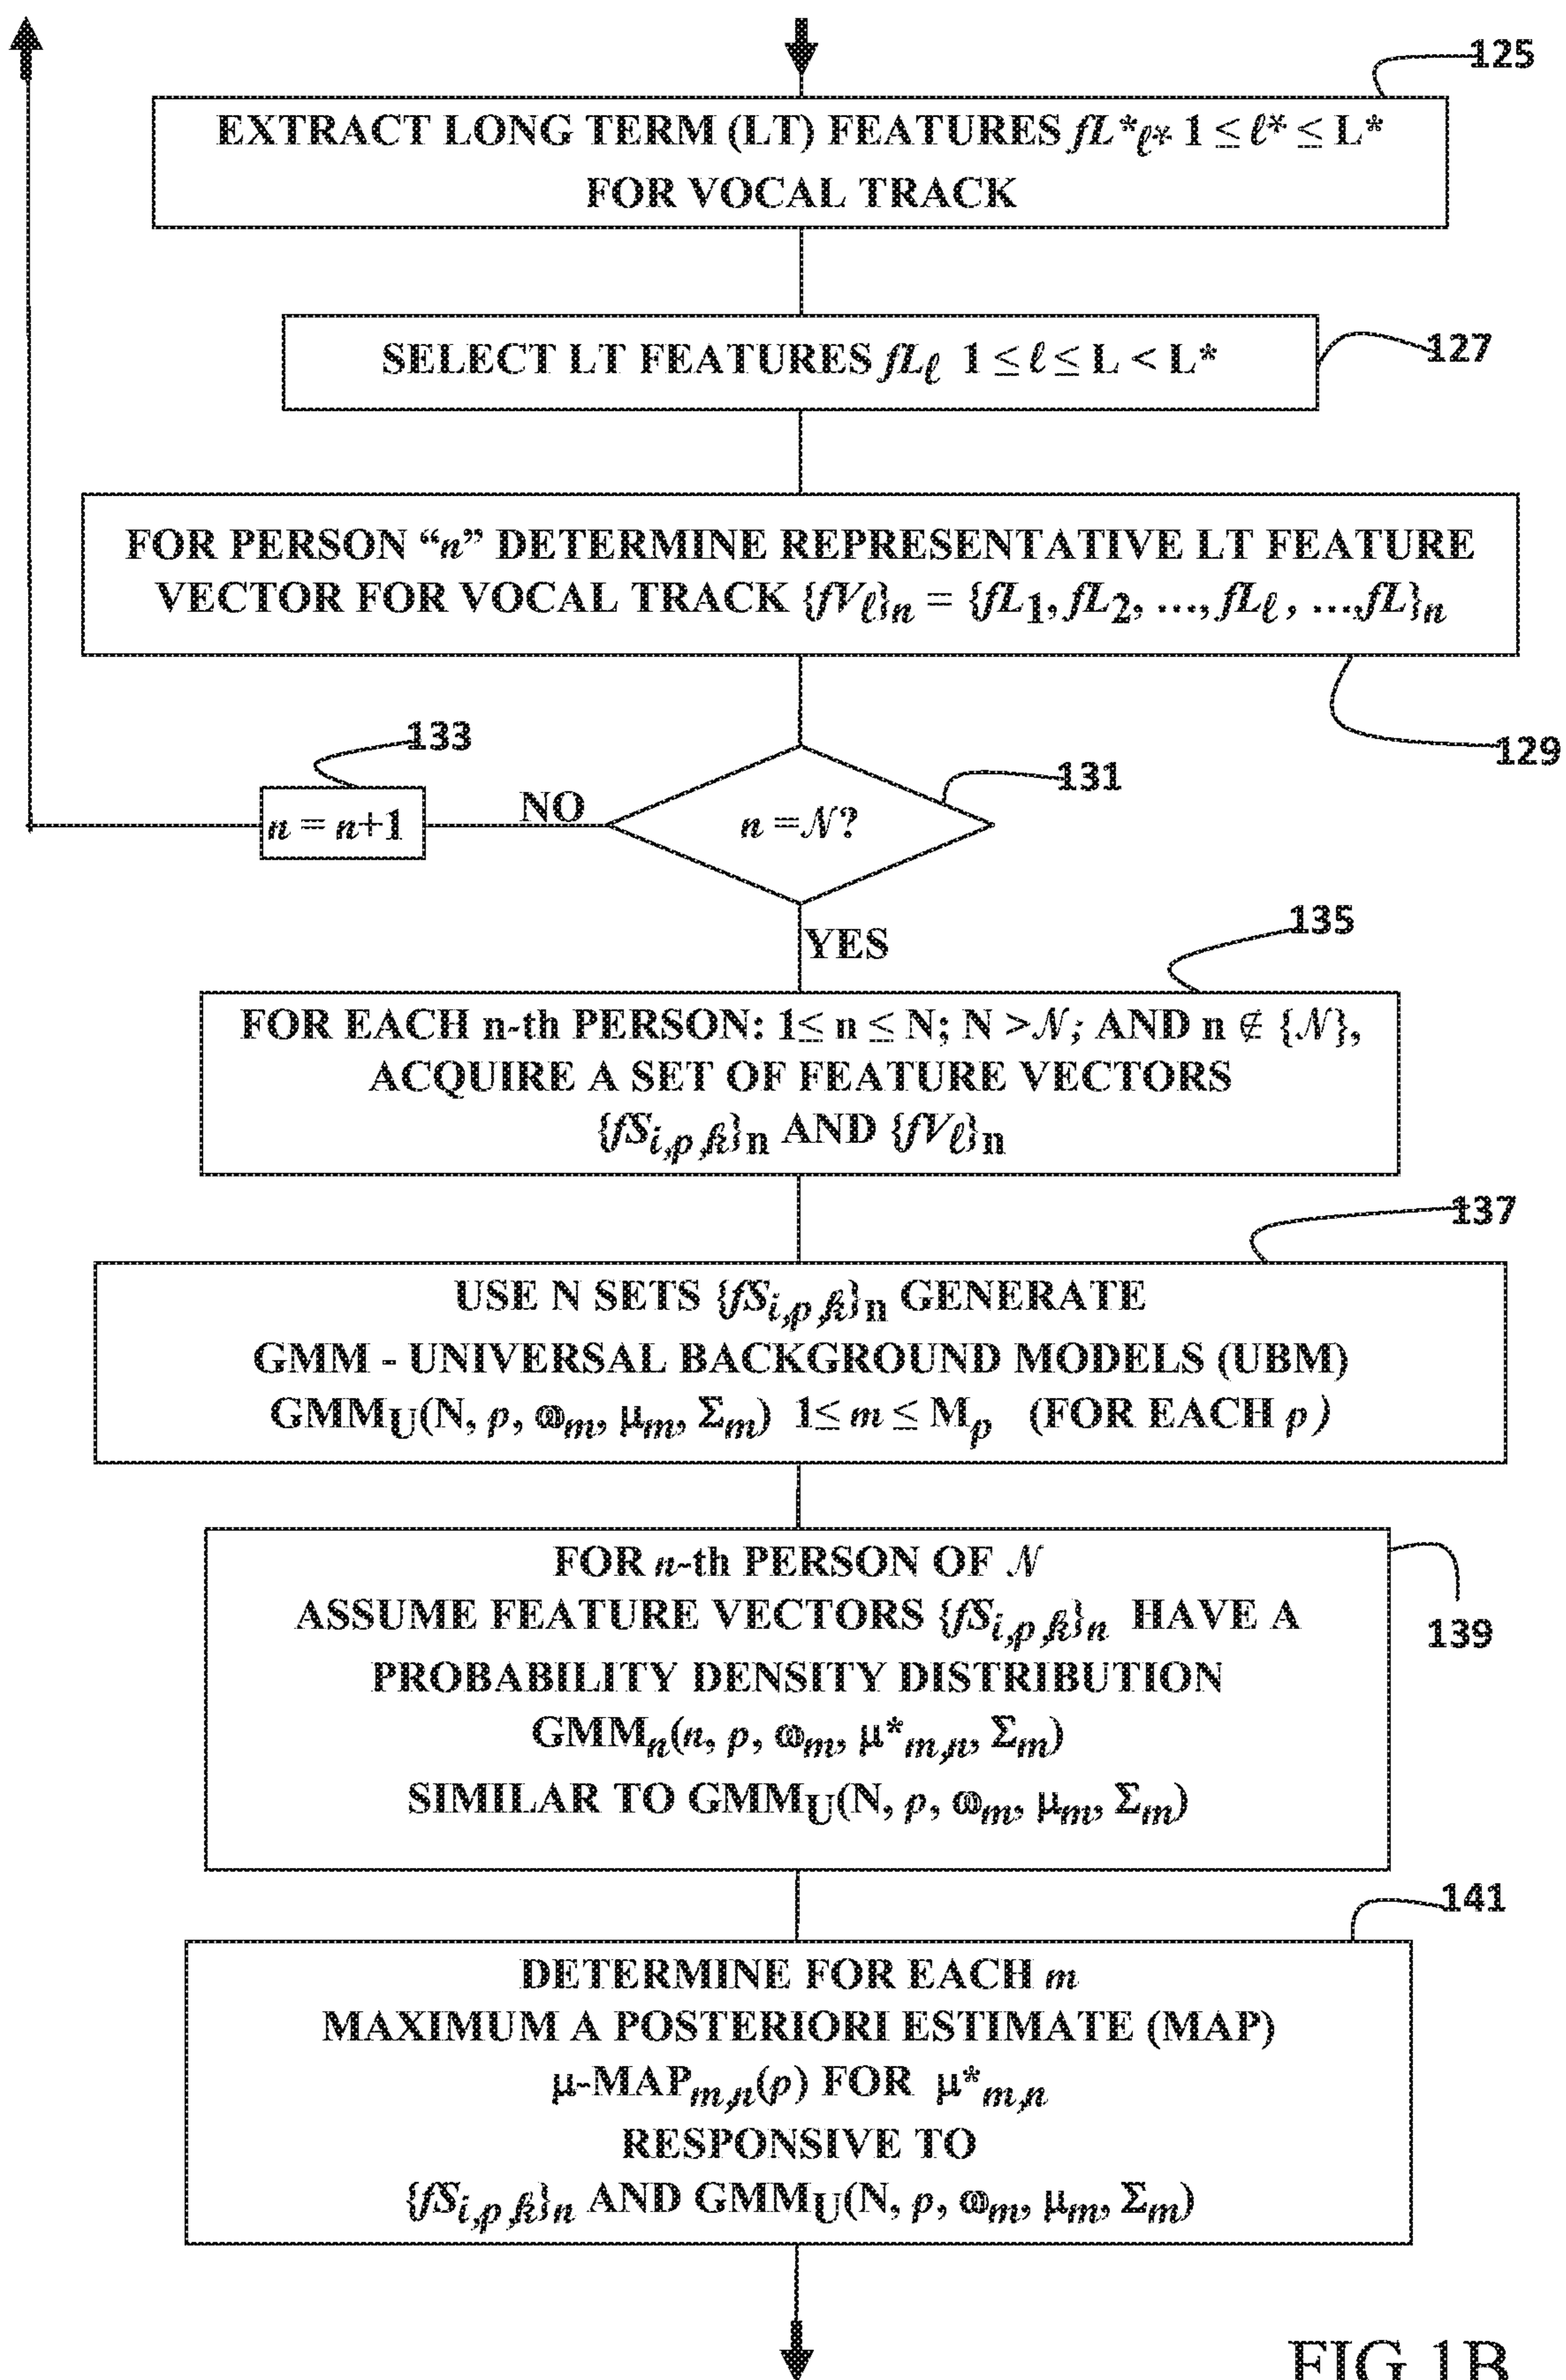 125
EXTRACT LONG TERM (LT) FEATURES fL*ℓ* 1 ≤ ℓ* ≤ L*
FOR VOCAL TRACK
SELECT LT FEATURES fLℓ 1 ≤ ℓ ≤ L < L*
127
FOR PERSON “n” DETERMINE REPRESENTATIVE LT FEATURE
VECTOR FOR VOCAL TRACK {fVℓ}n = {fL1, fL2, ..., fLℓ, ...,fL}n
129
133
131
n = n+1
NO
n =𝒩?
YES
135
FOR EACH n-th PERSON: 1≤ n ≤ N; N >𝒩; AND n ∉ {𝒩},
ACQUIRE A SET OF FEATURE VECTORS
{fSi,p,k}n AND {fVℓ}n
137
USE N SETS {fSi,p,k}n GENERATE
GMM - UNIVERSAL BACKGROUND MODELS (UBM)
GMMU(N, p, ωm, μm, Σm) 1≤ m ≤ Mp (FOR EACH p)
FOR n-th PERSON OF 𝒩
ASSUME FEATURE VECTORS {fSi,p,k}n HAVE A
PROBABILITY DENSITY DISTRIBUTION
GMMn(n, p, ωm, μ*m,n, Σm)
SIMILAR TO GMMU(N, p, ωm, μm, Σm)
139
141
DETERMINE FOR EACH m
MAXIMUM A POSTERIORI ESTIMATE (MAP)
μ-MAPm,n(p) FOR μ*m,n
RESPONSIVE TO
{fSi,p,k}n AND GMMU(N, p, ωm, μm, Σm)
FIG 1B